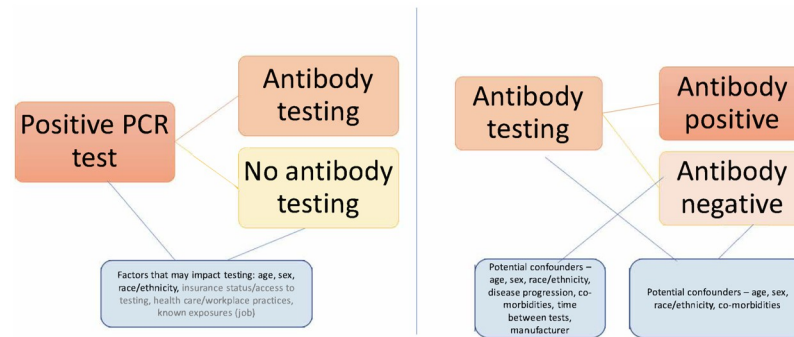 Positive PCR
test
Antibody
testing
No antibody
testing
Factors that may impact testing: age, sex,
race/ethnicity, insurance status/access to
testing, health care/workplace practices,
known exposures (job)
Antibody
testing
Antibody
positive
Antibody
negative
Potential confounders –
age, sex, race/ethnicity,
disease progression, co-
morbidities, time
between tests,
manufacturer
Potential confounders – age, sex,
race/ethnicity, co-morbidities